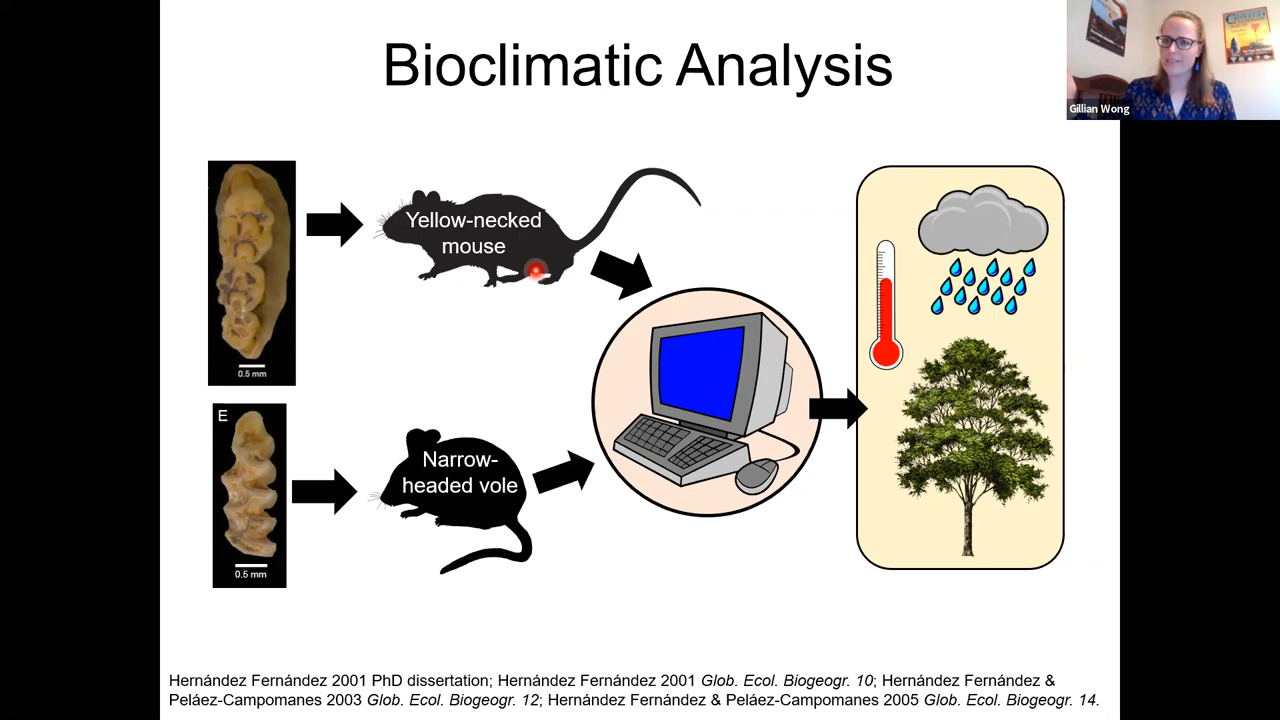 Bioclimatic Analysis
Gillian Wong
Yellow-necked
mouse
0.5 mm
E
Narrow-
headed vole
0.5 mm
Hernández Fernández 2001 PhD dissertation; Hernández Fernández 2001 Glob. Ecol. Biogeogr. 10; Hernández Fernández &
Peláez-Campomanes 2003 Glob. Ecol. Biogeogr. 12; Hernández Fernández & Peláez-Campomanes 2005 Glob. Ecol. Biogeogr. 14.